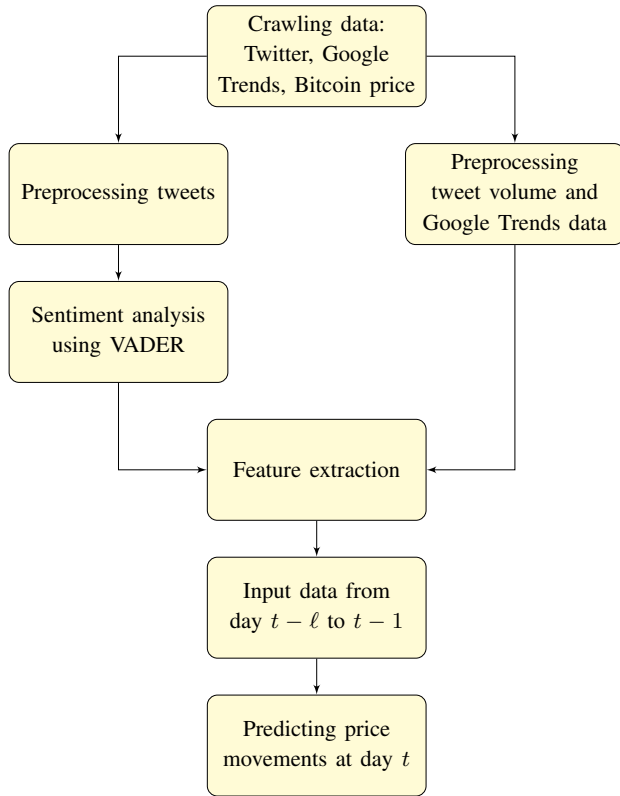 Crawling data:
Twitter, Google
Trends, Bitcoin price
Preprocessing tweets
Preprocessing
tweet volume and
Google Trends data
Sentiment analysis
using VADER
Feature extraction
Input data from
day t − ℓ to t − 1
Predicting price
movements at day t